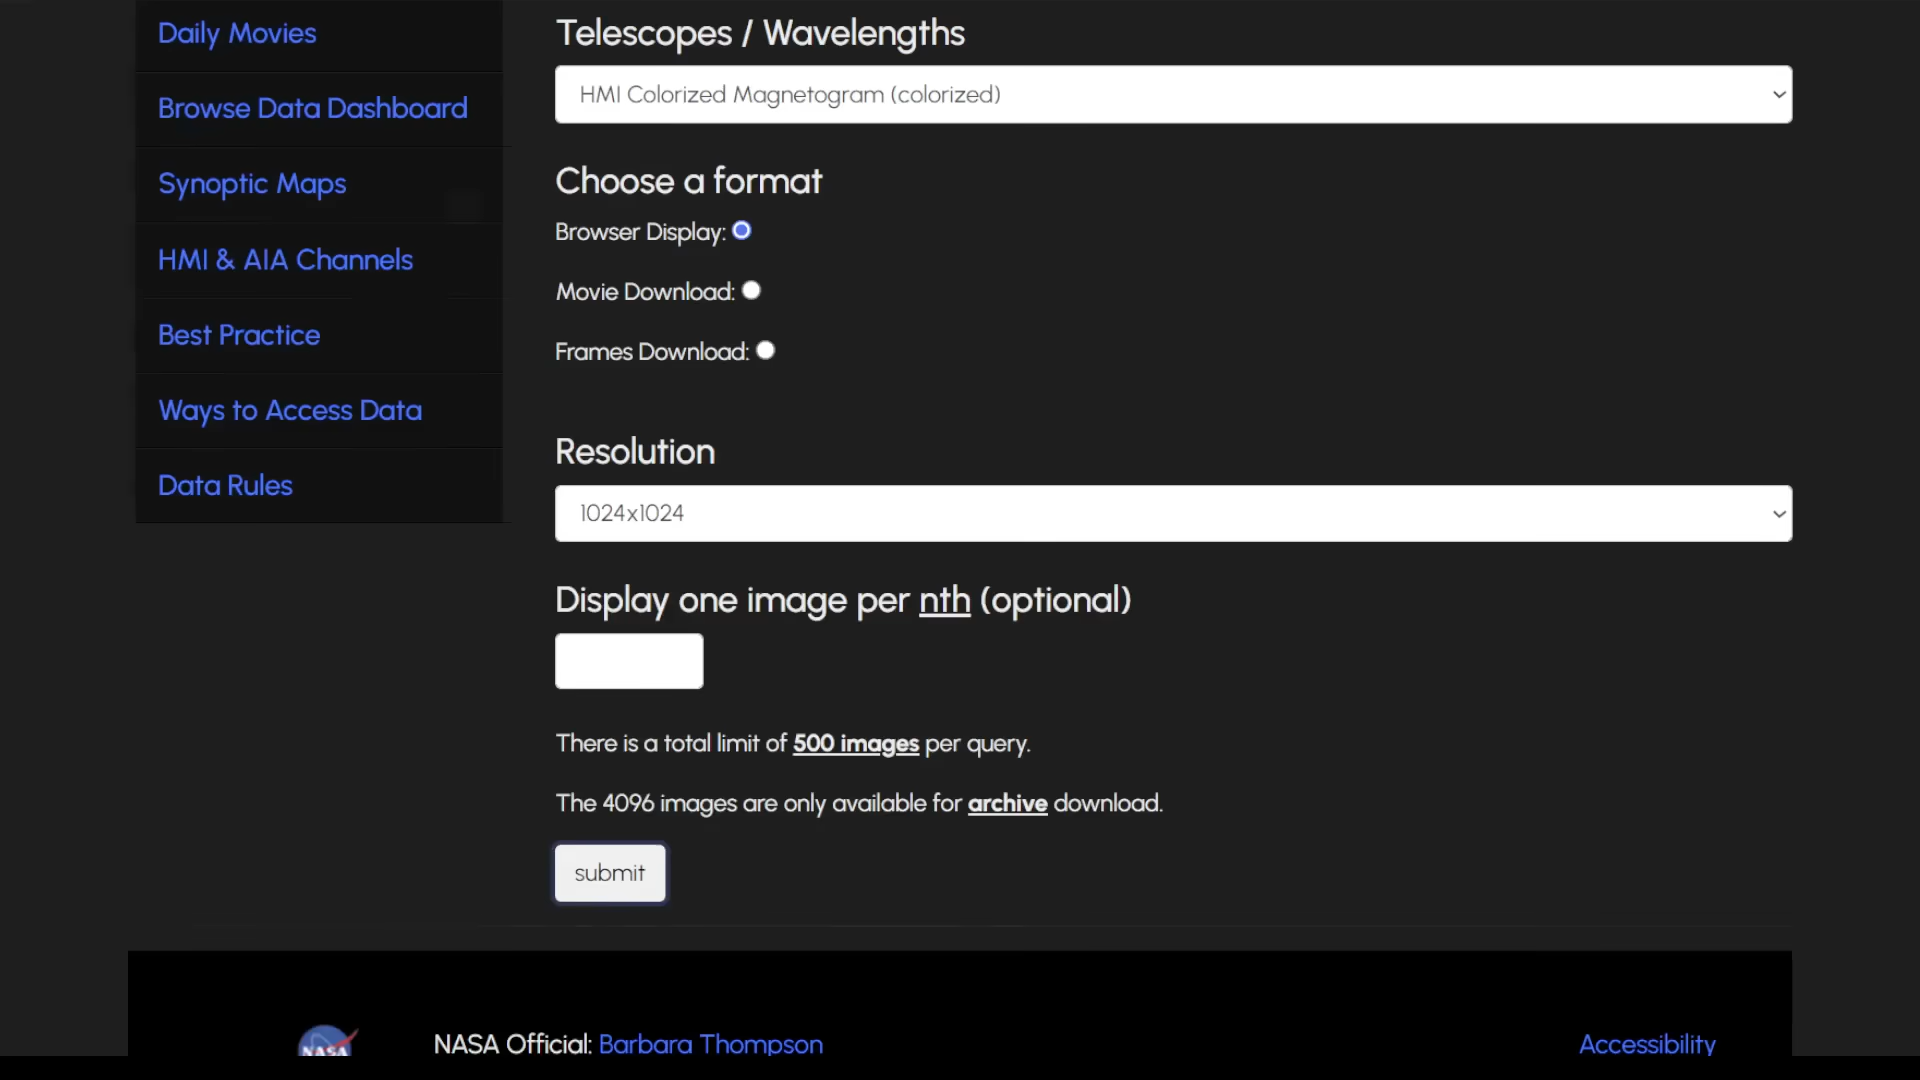 Daily Movies
Browse Data Dashboard
Synoptic Maps
HMI & AIA Channels
Best Practice
Ways to Access Data
Data Rules
Telescopes / Wavelengths
HMI Colorized Magnetogram (colorized)
Choose a format
Browser Display:
Movie Download:
Frames Download:
Resolution
1024x1024
Display one image per nth (optional)
There is a total limit of 500 images per query.
The 4096 images are only available for archive download.
submit
NASA
NASA Official: Barbara Thompson
Accessibility